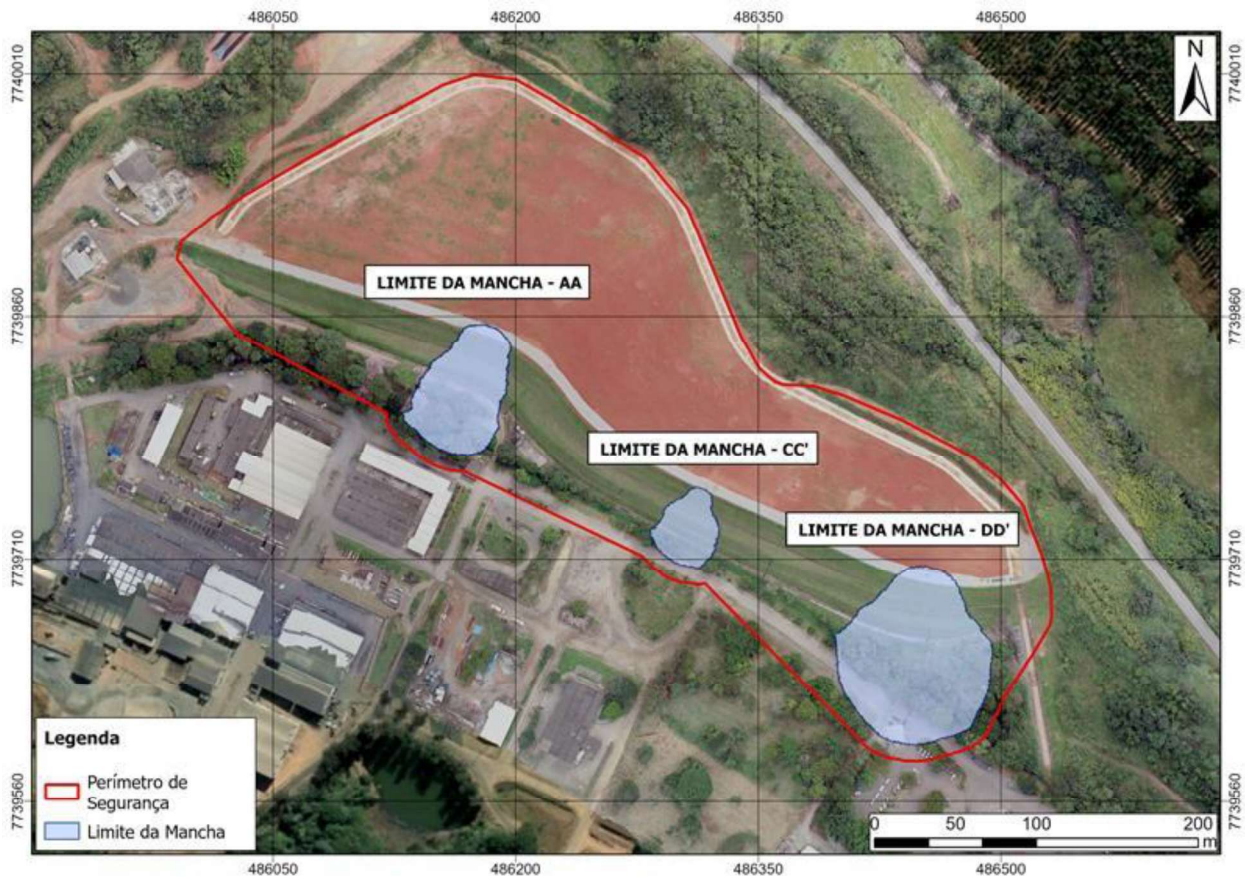 486050 486200 486350 486500
7740010 7740010
N
LIMITE DA MANCHA - AA
7739860 7739860
LIMITE DA MANCHA - CC'
LIMITE DA MANCHA - DD'
7739710 7739710
Legenda
Perímetro de
Segurança
Limite da Mancha
7739560 7739560
0 50 100 200
m
486050 486200 486350 486500